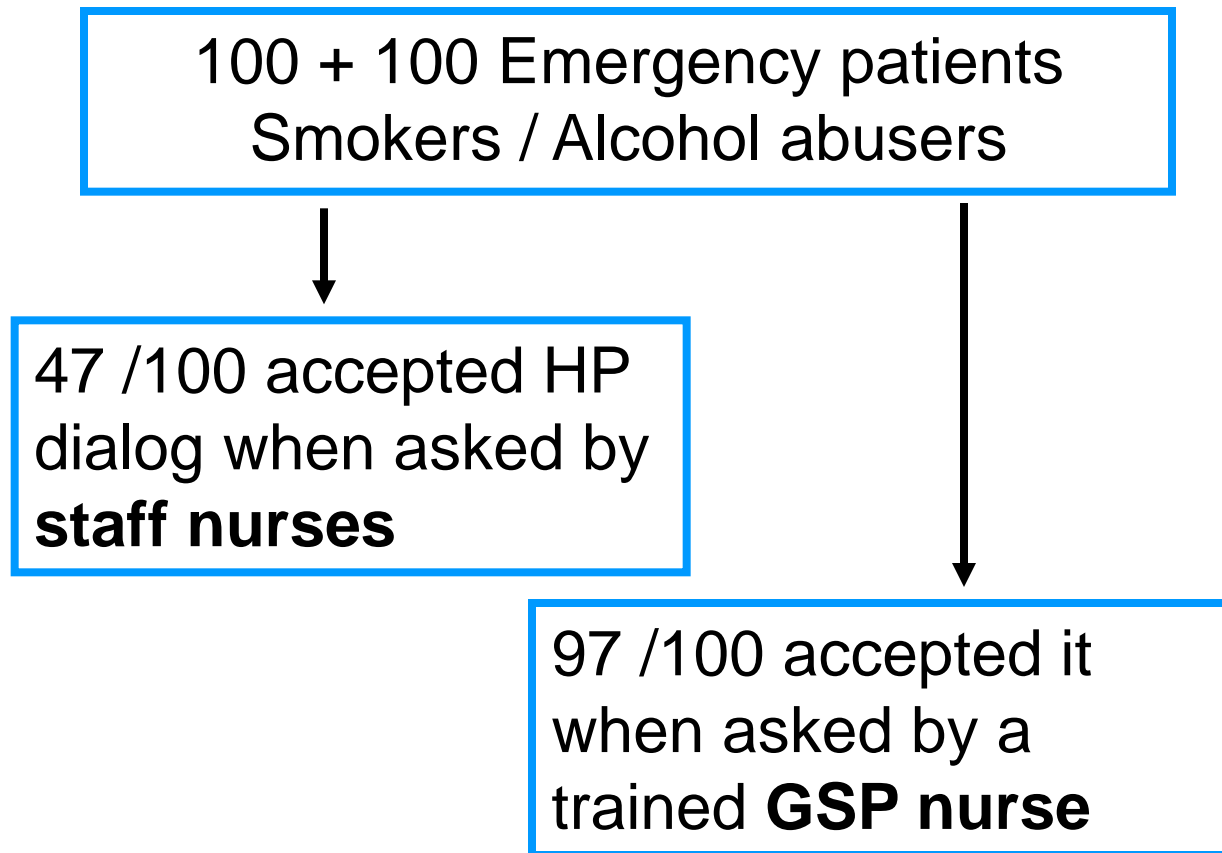 100 + 100 Emergency patients
Smokers / Alcohol abusers
47 /100 accepted HP
dialog when asked by
staff nurses
97 /100 accepted it
when asked by a
trained GSP nurse